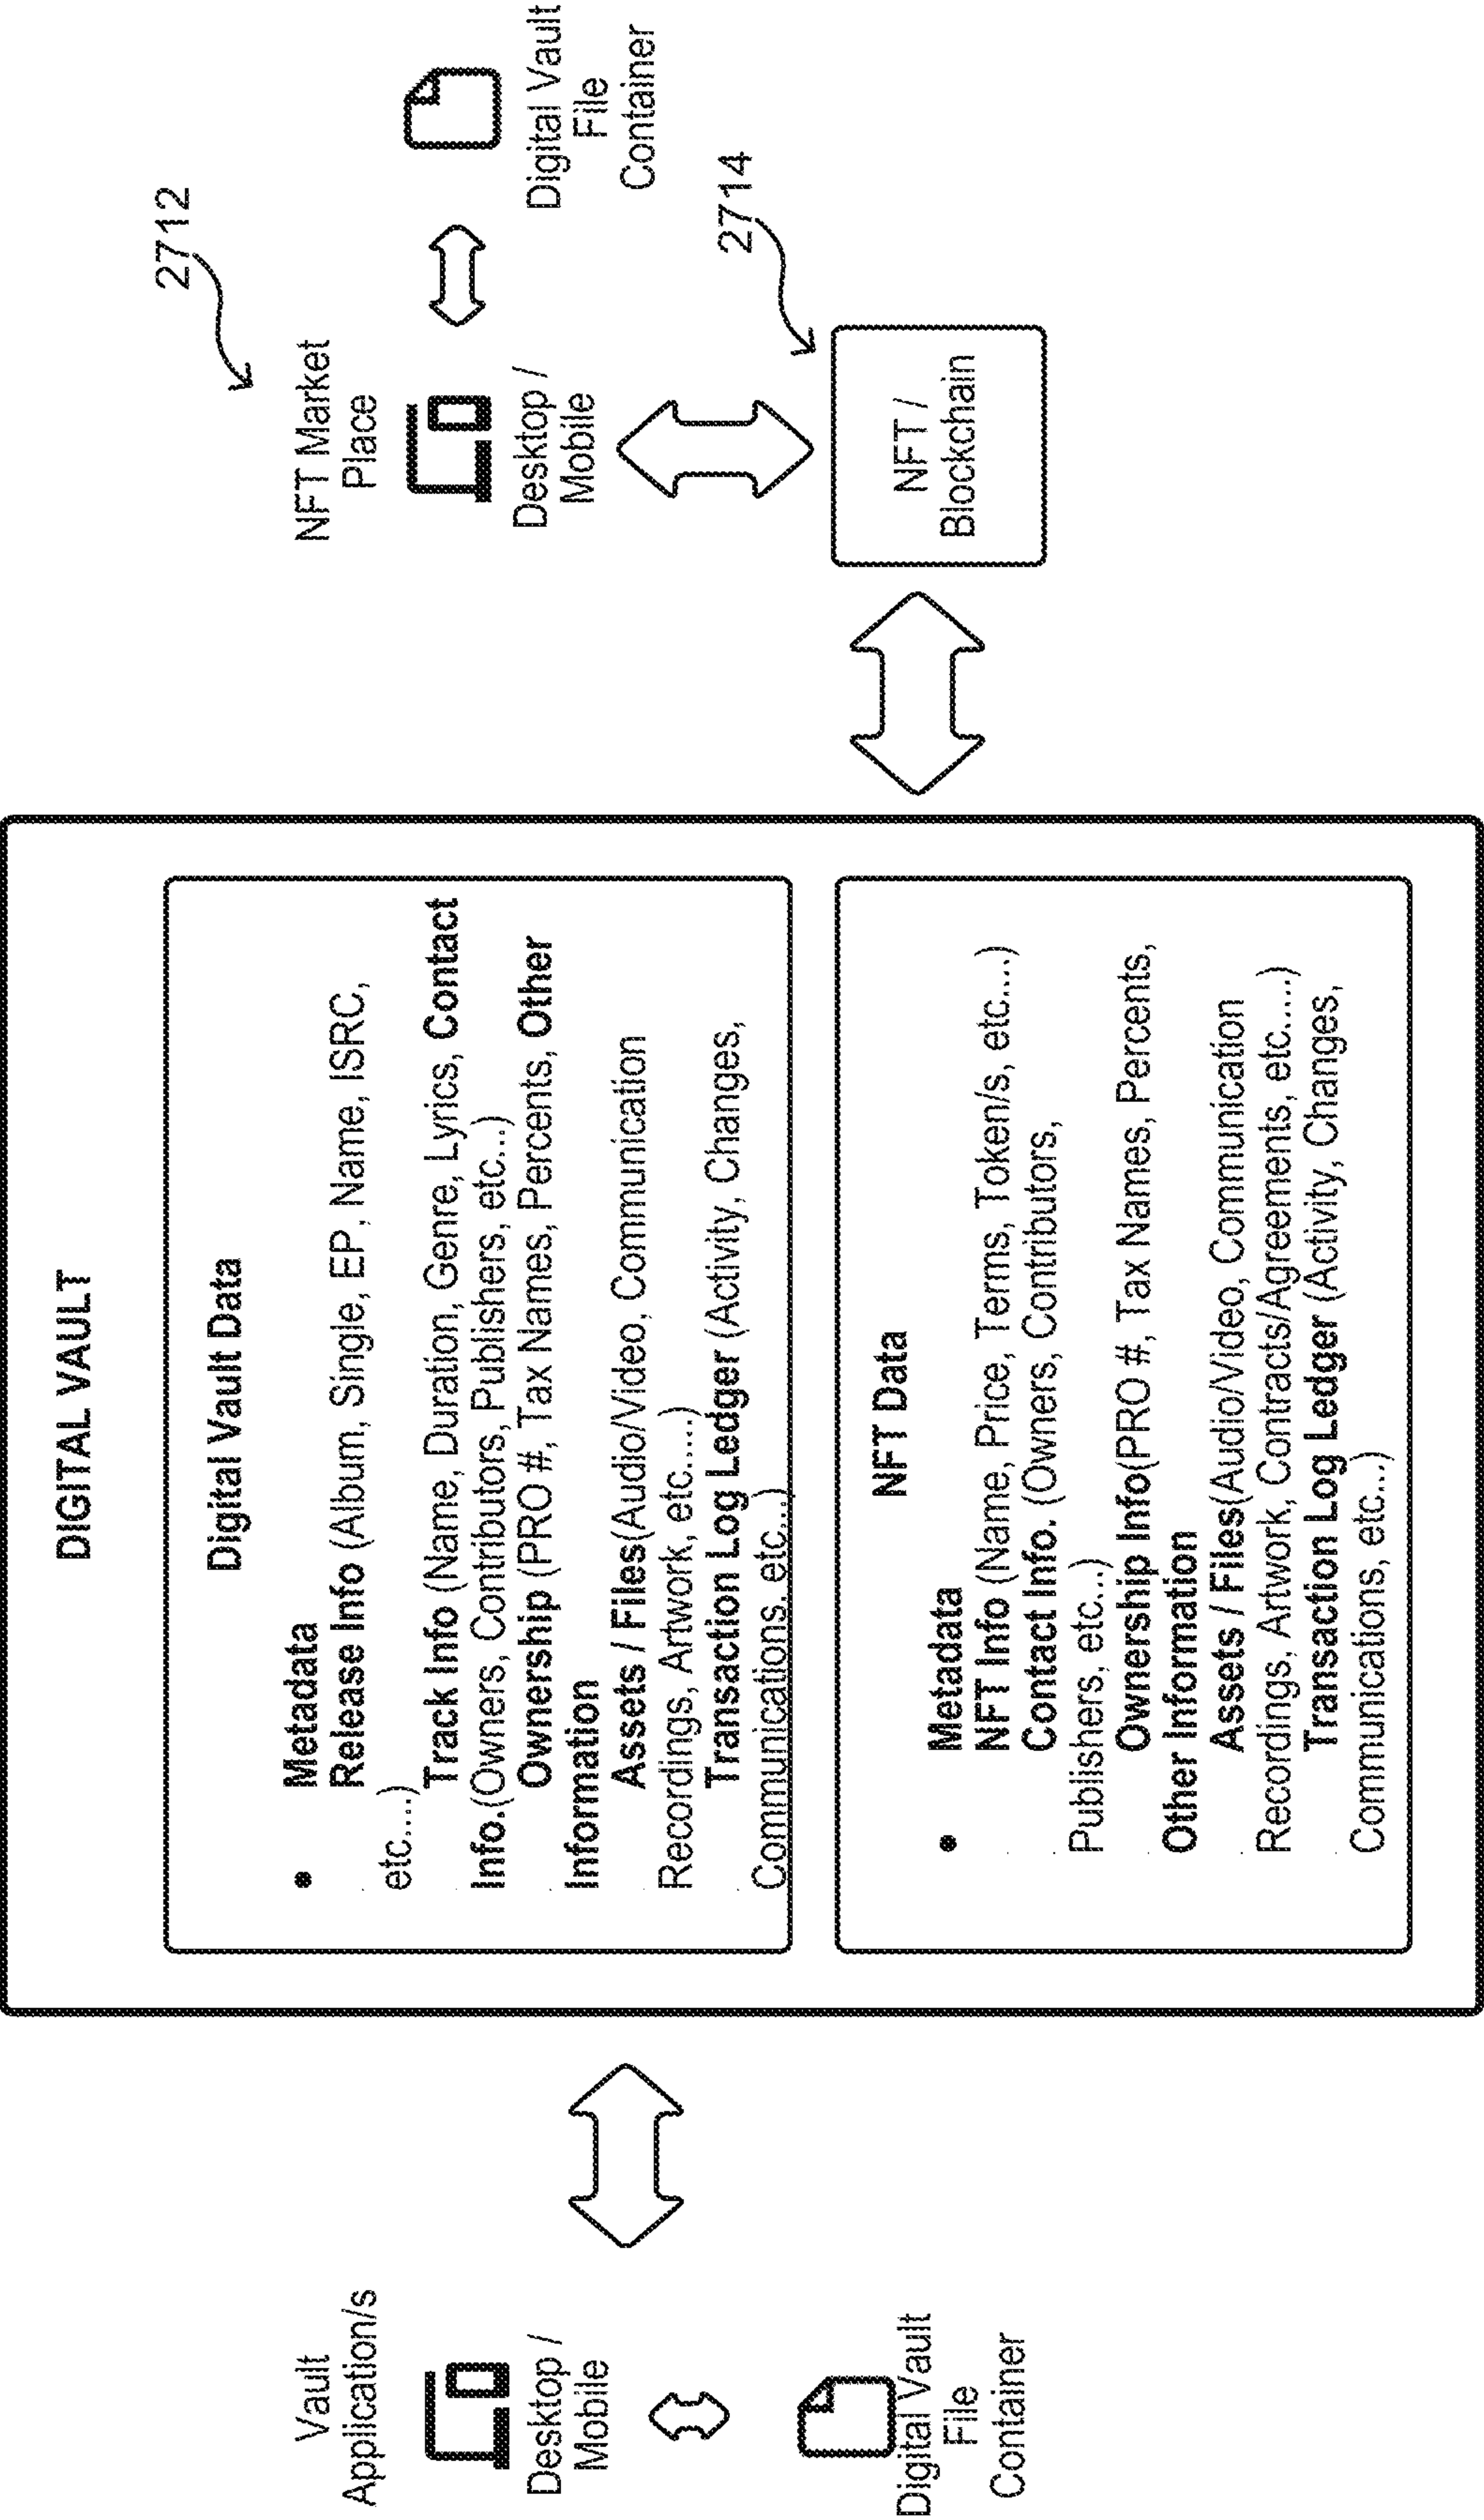 DIGITAL VAULT
Vault
Application/s
Desktop /
Mobile
Digital Vault
File
Container
Digital Vault Data
• Metadata
Release Info (Album, Single, EP, Name, ISRC,
etc....)
Track Info (Name, Duration, Genre, Lyrics, Contact
Info.(Owners, Contributors, Publishers, etc...)
Ownership (PRO #, Tax Names, Percents, Other
Information
Assets / Files(Audio/Video, Communication
Recordings, Artwork, etc.....)
Transaction Log Ledger (Activity, Changes,
Communications, etc...)
NFT Data
• Metadata
NFT Info (Name, Price, Terms, Token/s, etc....)
Contact Info. (Owners, Contributors,
Publishers, etc...)
Ownership Info(PRO #, Tax Names, Percents,
Other Information
Assets / Files(Audio/Video, Communication
Recordings, Artwork, Contracts/Agreements, etc.....)
Transaction Log Ledger (Activity, Changes,
Communications, etc...)
2712
NFT Market
Place
Desktop /
Mobile
Digital Vault
File
Container
2714
NFT /
Blockchain